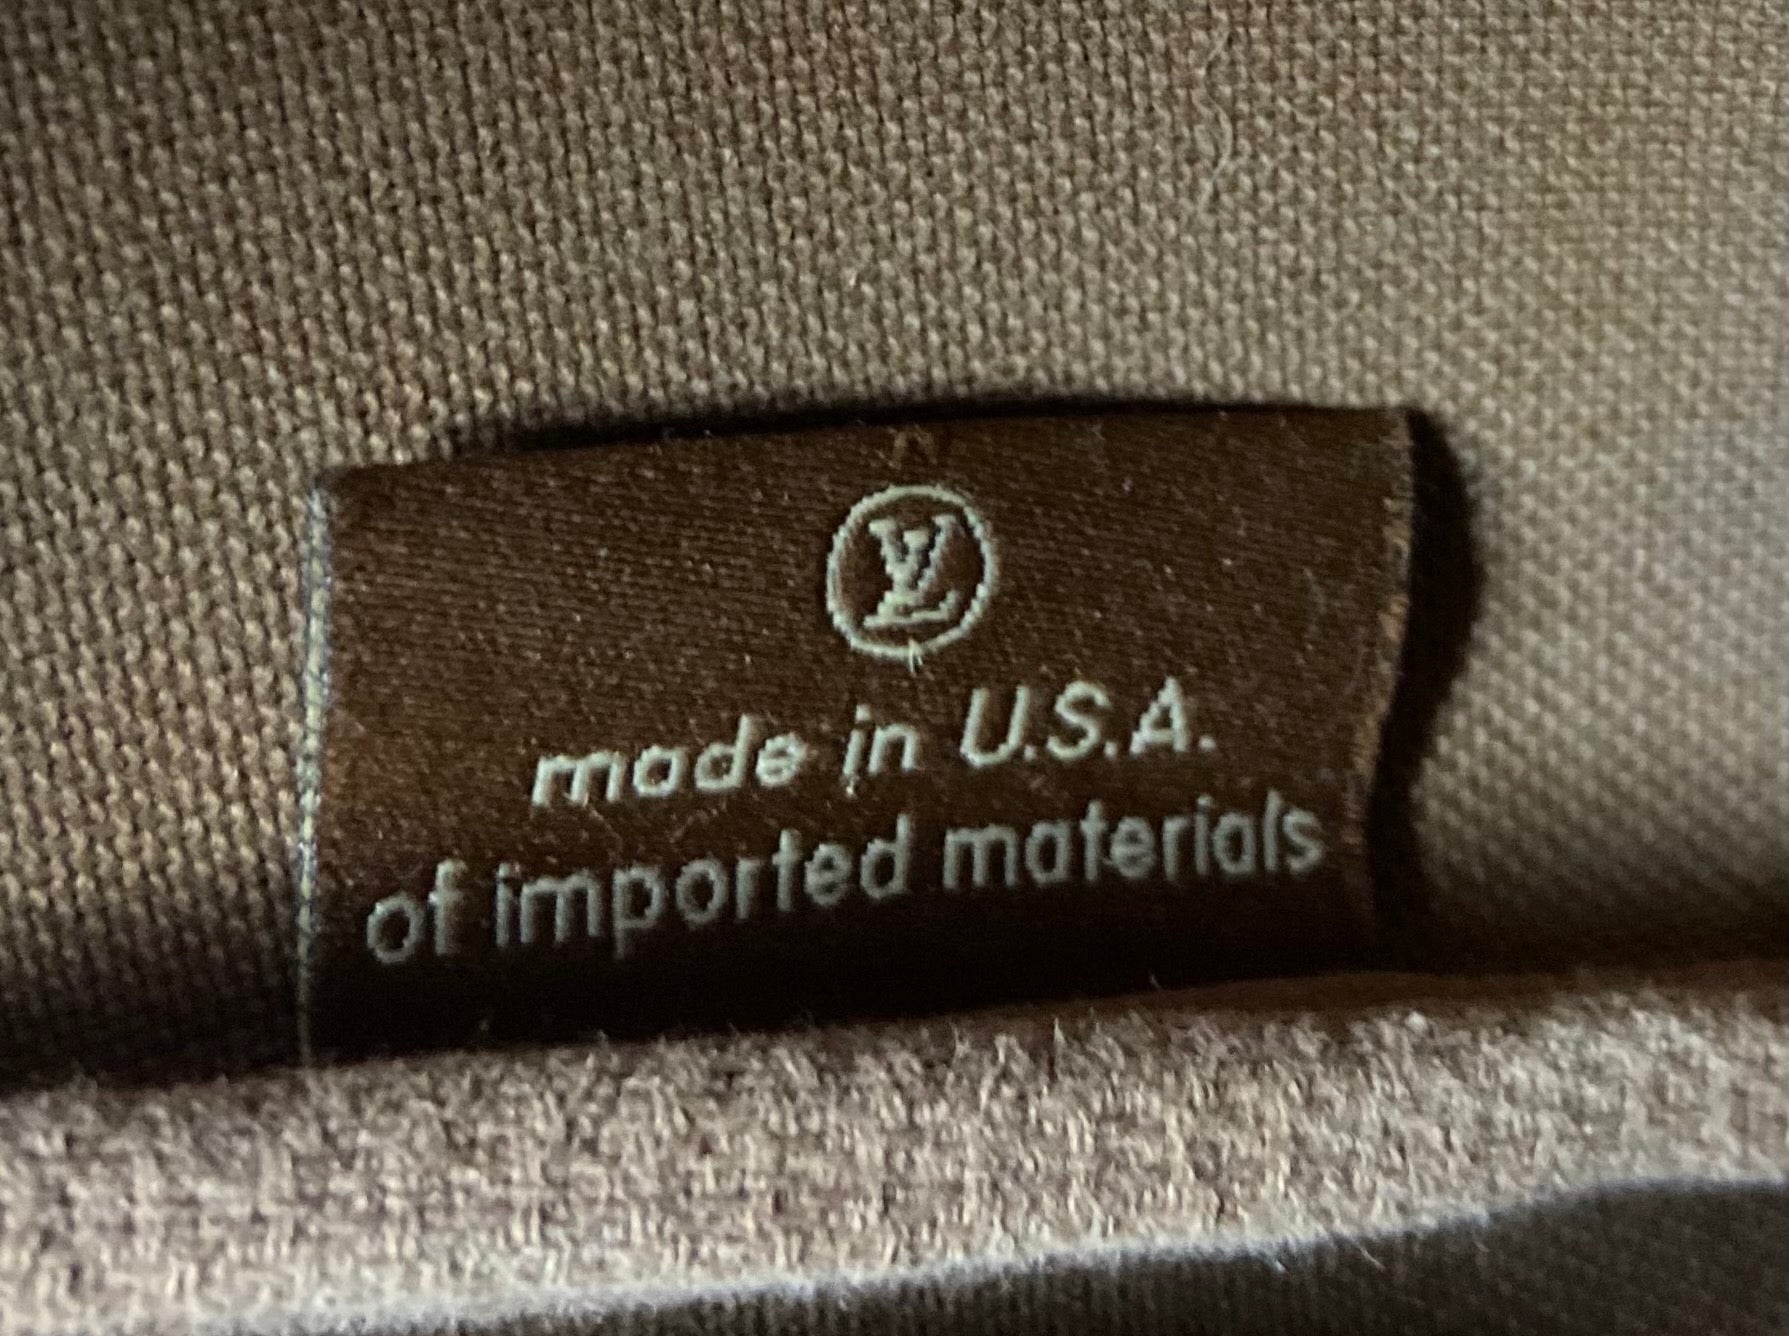 LV
made in U.S.A.
of imported materials